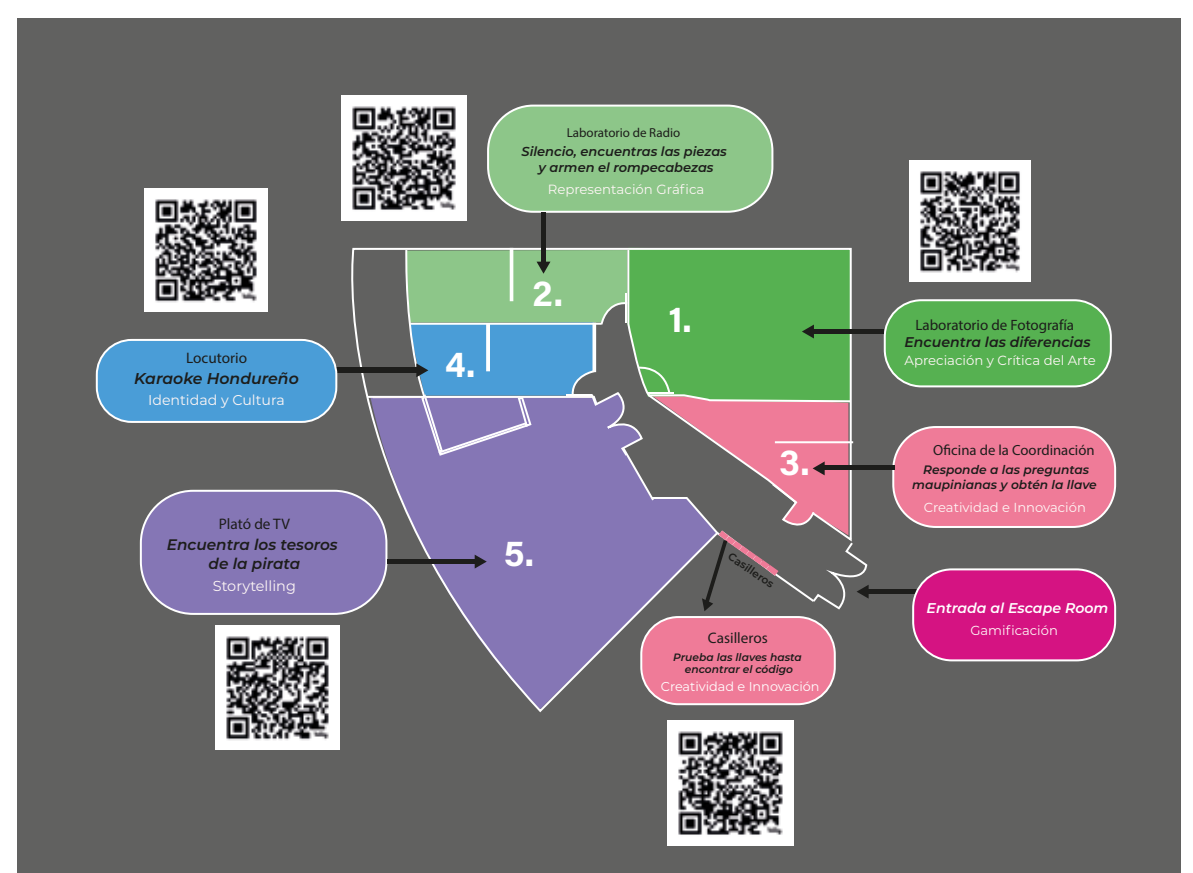 Laboratorio de Radio
Silencio, encuentras las piezas
y armen el rompecabezas
Representación Gráfica
2.
1.
Laboratorio de Fotografía
Encuentra las diferencias
Apreciación y Crítica del Arte
Locutorio
Karaoke Hondureño
Identidad y Cultura
4.
3.
Oficina de la Coordinación
Responde a las preguntas
maupinianas y obtén la llave
Creatividad e Innovación
Plató de TV
Encuentra los tesoros
de la pirata
Storytelling
5.
Casilleros
Entrada al Escape Room
Gamificación
Casilleros
Prueba las llaves hasta
encontrar el código
Creatividad e Innovación